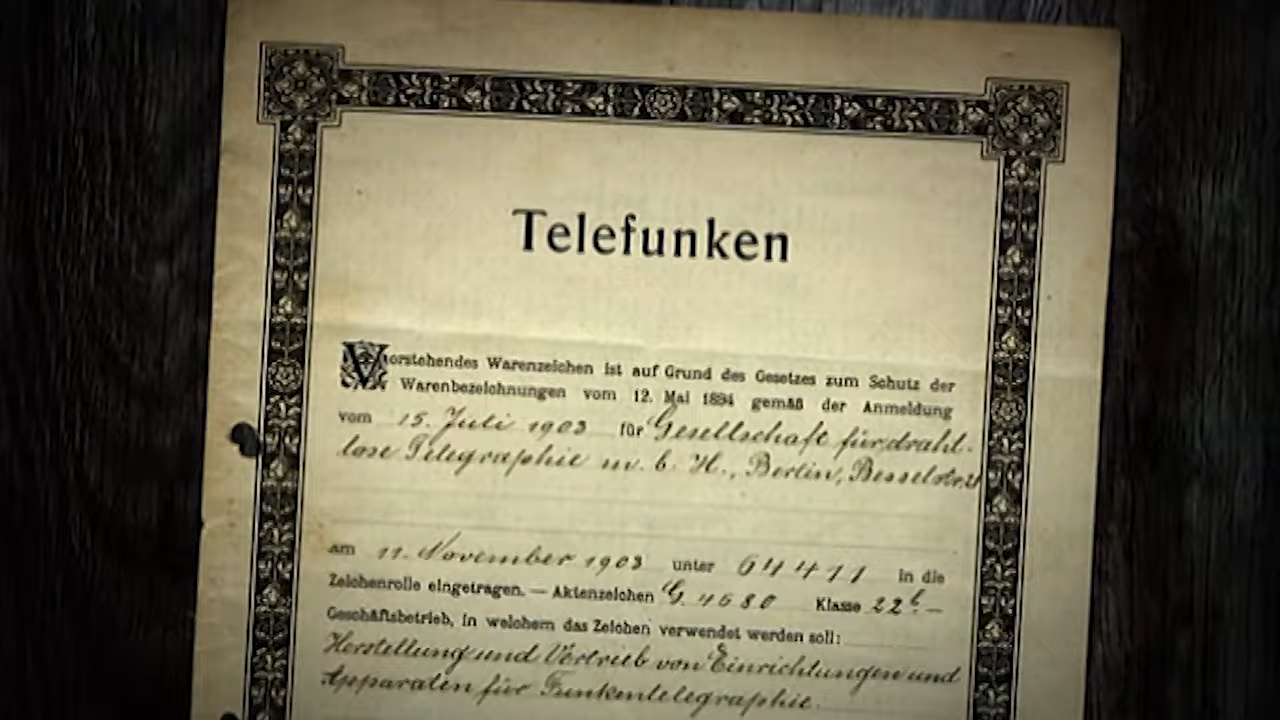 Telefunken
Vorstehendes Warenzeichen ist auf Grund des Gesetzes zum Schutz der
Warenbezeichnungen vom 12. Mai 1894 gemäß der Anmeldung
vom 15. Juli 1903 für Gesellschaft für draht-
lose Telegraphie m. b. H., Berlin, Besselstr.
am 11. November 1903 unter 64471 in die
Zeichenrolle eingetragen. — Aktenzeichen G. 4680 Klasse 22b —
Geschäftsbetrieb, in welchem das Zeichen verwendet werden soll:
Herstellung und Vertrieb von Einrichtungen und
Apparaten für Funkentelegraphie.